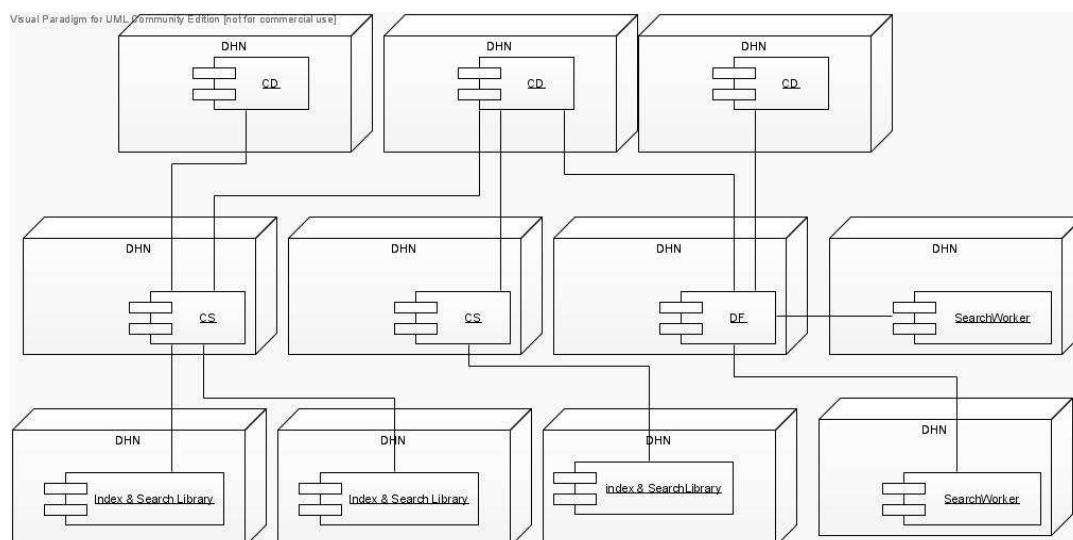 Visual Paradigm for UML Community Edition [not for commercial use]
DHN
DHN
DHN
CD
CD
CD
DHN
DHN
DHN
DHN
CS
CS
DF
SearchWorker
DHN
DHN
DHN
DHN
Index & Search Library
Index & Search Library
index & SearchLibrary
SearchWorker